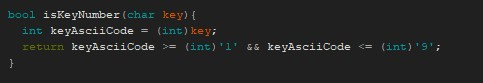 bool isKeyNumber(char key){
  int keyAsciiCode = (int)key;
  return keyAsciiCode >= (int)'1' && keyAsciiCode <= (int)'9';
}